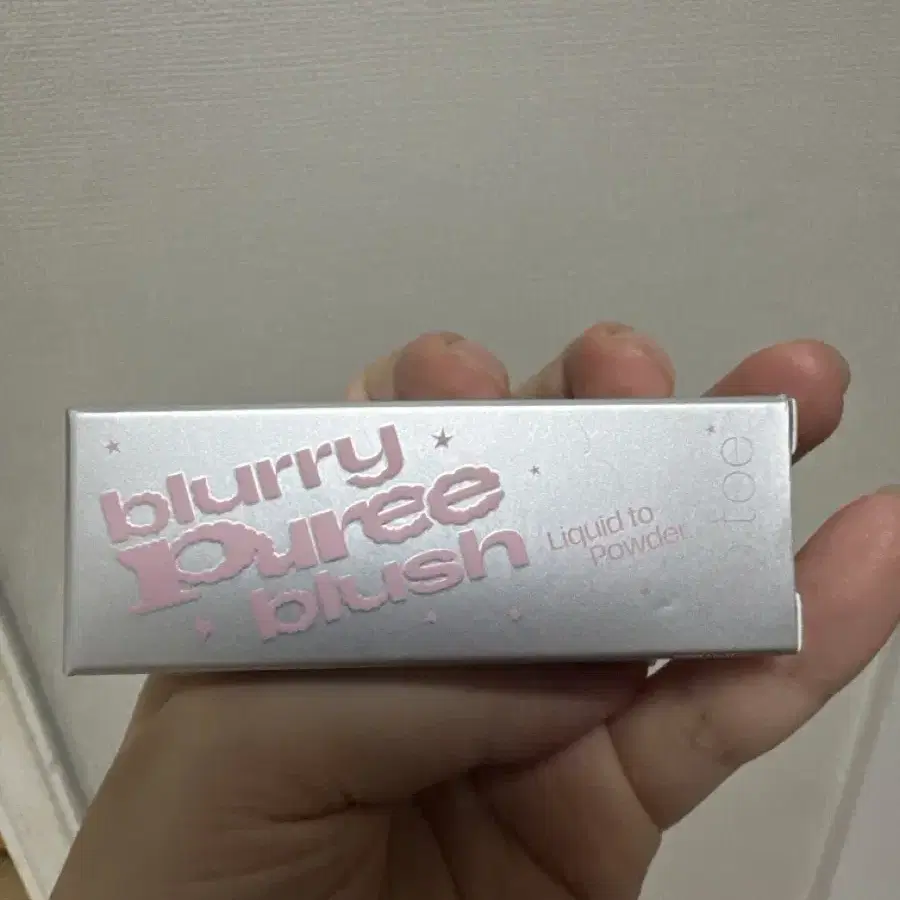 blurry
puree
blush
Liquid to
Powder